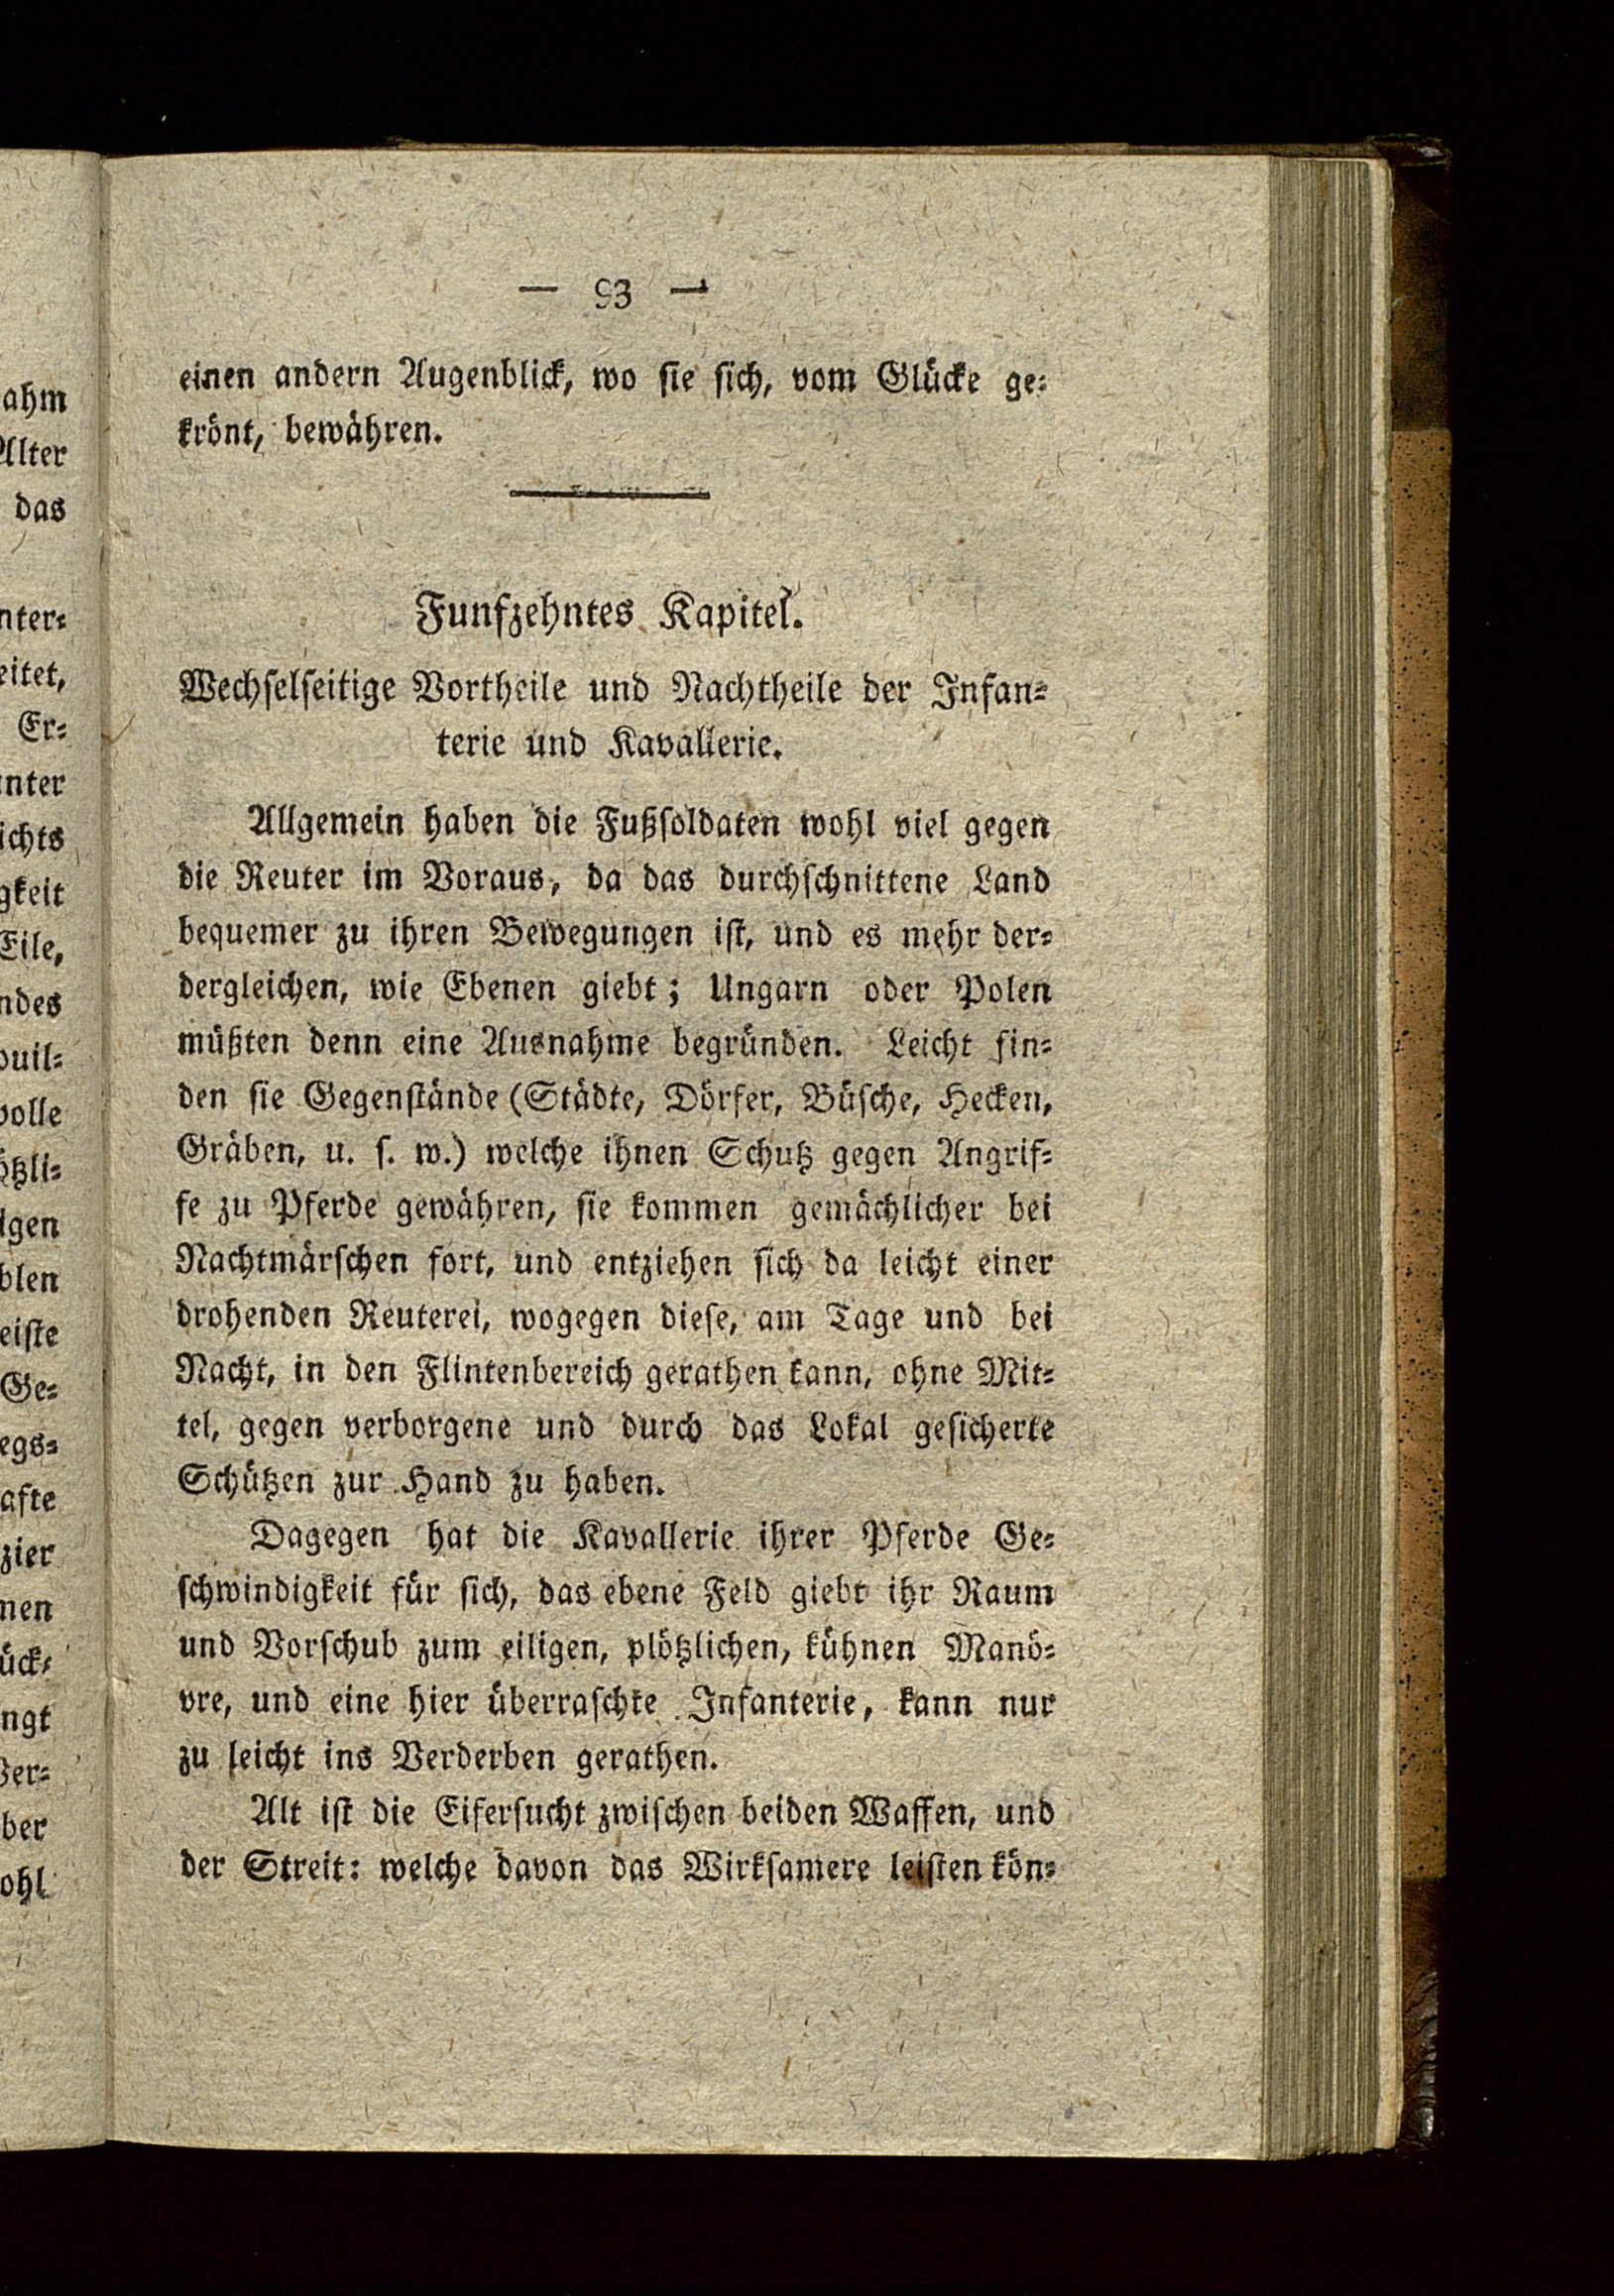 — 93 —
einen andern Augenblick, wo sie sich, vom Glücke ge-
krönt, bewähren.
Funfzehntes Kapitel.
Wechselseitige Vortheile und Nachtheile der Infan-
terie und Kavallerie.
Allgemein haben die Fußsoldaten wohl viel gegen
die Reuter im Voraus, da das durchschnittene Land
bequemer zu ihren Bewegungen ist, und es mehr der-
dergleichen, wie Ebenen giebt; Ungarn oder Polen
müßten denn eine Ausnahme begründen. Leicht fin-
den sie Gegenstände (Städte, Dörfer, Büsche, Hecken,
Gräben, u. s. w.) welche ihnen Schutz gegen Angrif-
fe zu Pferde gewähren, sie kommen gemächlicher bei
Nachtmärschen fort, und entziehen sich da leicht einer
drohenden Reuterei, wogegen diese, am Tage und bei
Nacht, in den Flintenbereich gerathen kann, ohne Mit-
tel, gegen verborgene und durch das Lokal gesicherte
Schützen zur Hand zu haben.
Dagegen hat die Kavallerie ihrer Pferde Ge-
schwindigkeit für sich, das ebene Feld giebt ihr Raum
und Vorschub zum eiligen, plötzlichen, kühnen Manö-
vre, und eine hier überraschte Infanterie, kann nur
zu leicht ins Verderben gerathen.
Alt ist die Eifersucht zwischen beiden Waffen, und
der Streit: welche davon das Wirksamere leisten kön-